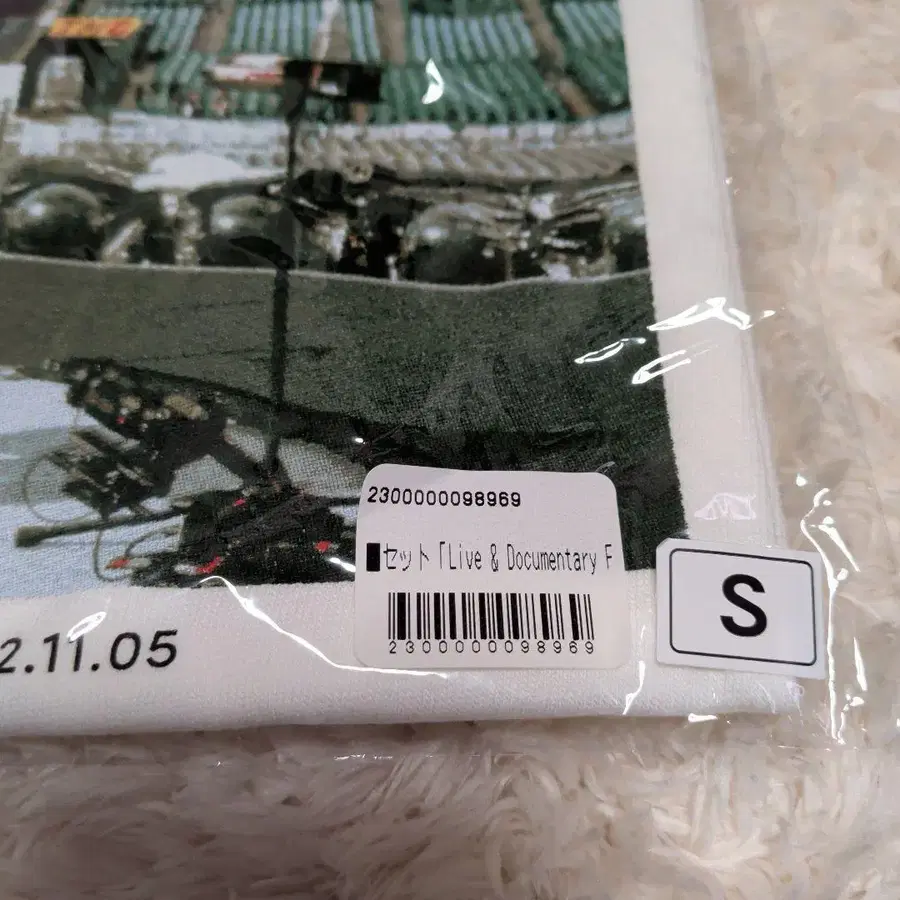 2300000098969
█セット「Live & Documentary F
2300000098969
S
2.11.05